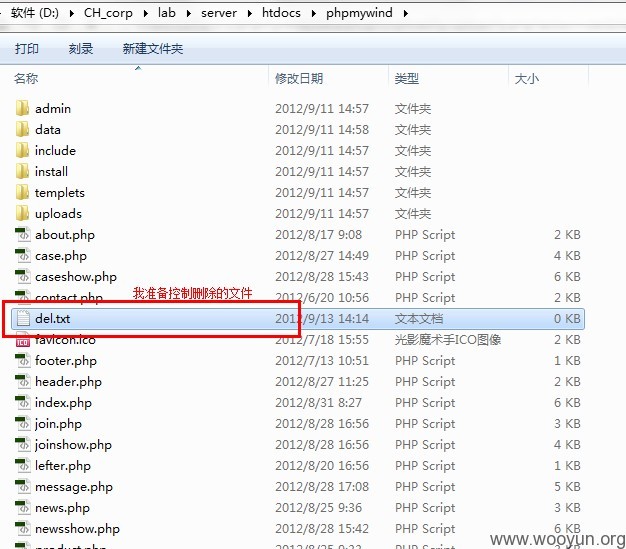 软件 (D:) ▸ CH_corp ▸ lab ▸ server ▸ htdocs ▸ phpmywind ▸
打印 刻录 新建文件夹
名称 修改日期 类型 大小
admin 2012/9/11 14:57 文件夹
data 2012/9/11 14:58 文件夹
include 2012/9/11 14:57 文件夹
install 2012/9/11 14:57 文件夹
templets 2012/9/11 14:57 文件夹
uploads 2012/9/11 14:57 文件夹
about.php 2012/8/17 9:08 PHP Script 2 KB
case.php 2012/8/27 14:49 PHP Script 4 KB
caseshow.php 2012/8/28 15:43 PHP Script 6 KB
我准备控制删除的文件
contact.php 2012/6/20 10:56 PHP Script 2 KB
del.txt 2012/9/13 14:14 文本文档 0 KB
favicon.ico 2012/7/18 15:55 光影魔术手ICO图像 2 KB
footer.php 2012/7/13 10:51 PHP Script 1 KB
header.php 2012/8/27 11:25 PHP Script 2 KB
index.php 2012/8/31 8:27 PHP Script 6 KB
join.php 2012/8/28 16:56 PHP Script 3 KB
joinshow.php 2012/8/28 16:56 PHP Script 4 KB
lefter.php 2012/8/20 16:56 PHP Script 1 KB
message.php 2012/8/28 17:08 PHP Script 5 KB
news.php 2012/8/25 9:36 PHP Script 3 KB
newsshow.php 2012/8/28 15:42 PHP Script 6 KB
www.wooyun.org